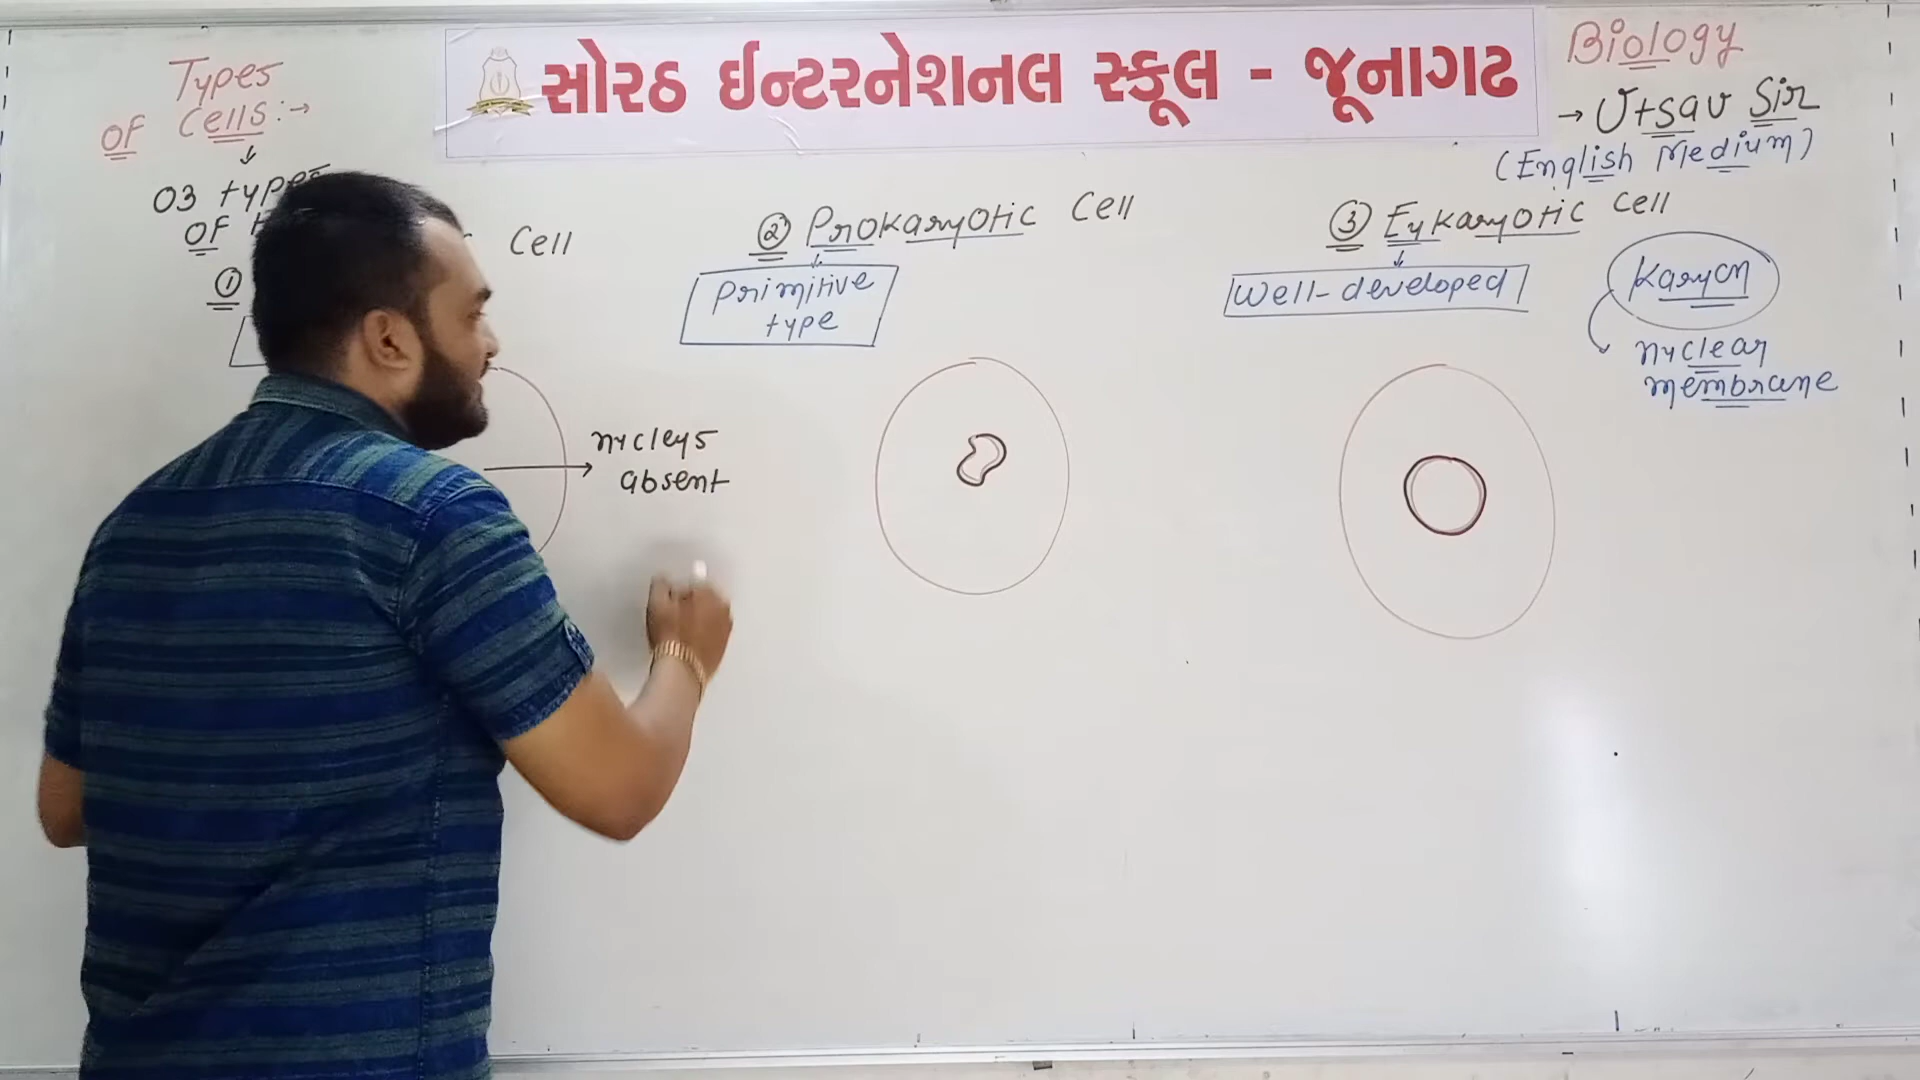 સોરઠ ઈન્ટરનેશનલ સ્કૂલ - જૂનાગઢ
Types
OF Cells:→
03 types
OF
①
Cell
nucleus
absent
② Prokaryotic Cell
Primitive
type
③ Eukaryotic Cell
Well-developed
Karyon
nuclear
membrane
Biology
→ Utsav Sir
(English Medium)